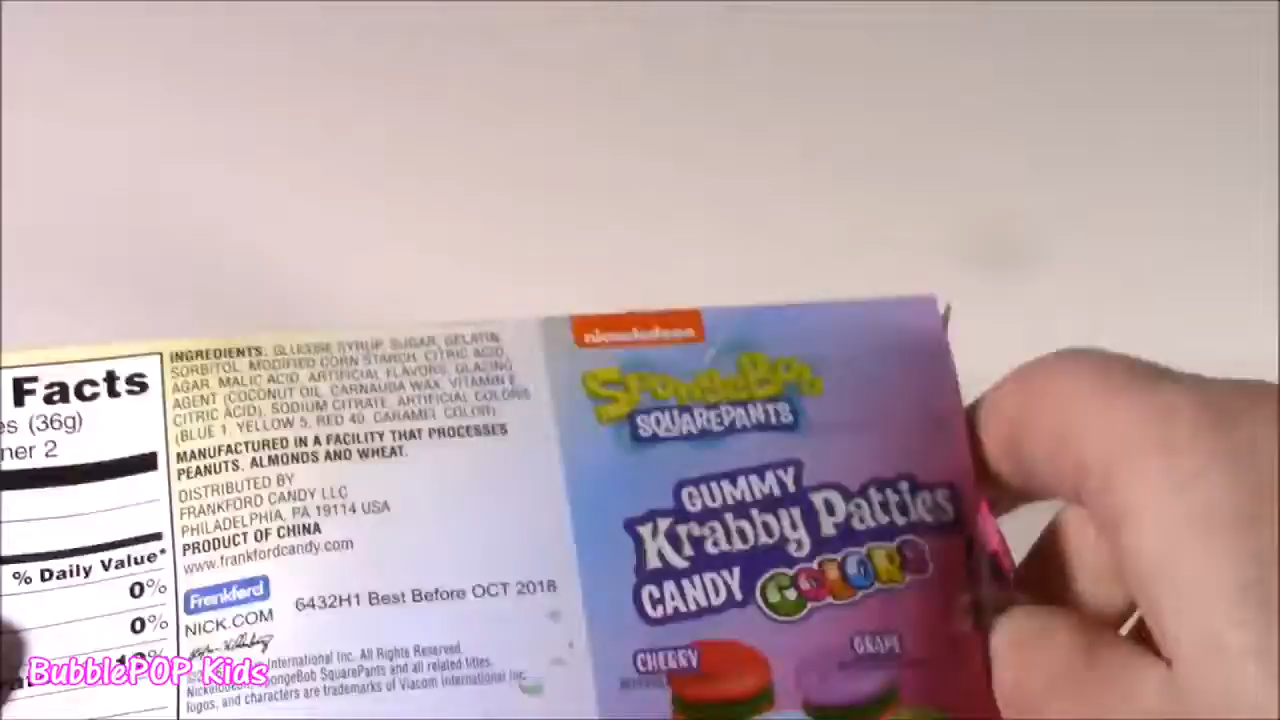 Facts
es (36g)
ner 2
% Daily Value*
0%
0%
INGREDIENTS: GLUCOSE SYRUP, SUGAR, GELATIN,
SORBITOL, MODIFIED CORN STARCH, CITRIC ACID,
AGAR, MALIC ACID, ARTIFICIAL FLAVORS, GLAZING
AGENT (COCONUT OIL, CARNAUBA WAX, VITAMIN E,
CITRIC ACID), SODIUM CITRATE, ARTIFICIAL COLORS
(BLUE 1, YELLOW 5, RED 40, CARAMEL COLOR).
MANUFACTURED IN A FACILITY THAT PROCESSES
PEANUTS, ALMONDS AND WHEAT.
DISTRIBUTED BY
FRANKFORD CANDY LLC
PHILADELPHIA, PA 19114 USA
PRODUCT OF CHINA
www.frankfordcandy.com
Frankford
6432H1 Best Before OCT 2018
NICK.COM
International Inc. All Rights Reserved.
Nickelodeon, SpongeBob SquarePants and all related titles,
logos, and characters are trademarks of Viacom International Inc.
nickelodeon
SPONGEBOB
SQUAREPANTS
GUMMY
Krabby Patties
CANDY COLORS
CHERRY
GRAPE
BubblePOP Kids